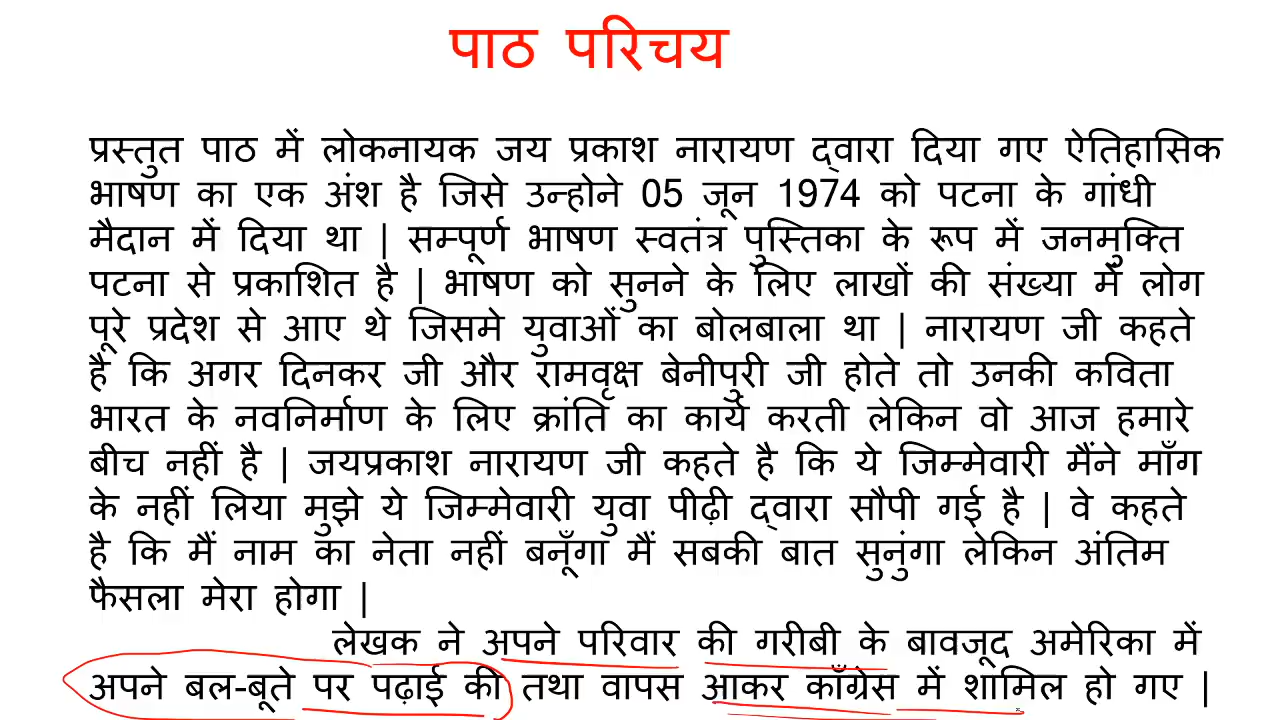 पाठ परिचय
प्रस्तुत पाठ में लोकनायक जय प्रकाश नारायण द्वारा दिया गए ऐतिहासिक
भाषण का एक अंश है जिसे उन्होने 05 जून 1974 को पटना के गांधी
मैदान में दिया था | सम्पूर्ण भाषण स्वतंत्र पुस्तिका के रूप में जनमुक्ति
पटना से प्रकाशित है | भाषण को सुनने के लिए लाखों की संख्या में लोग
पूरे प्रदेश से आए थे जिसमे युवाओं का बोलबाला था | नारायण जी कहते
है कि अगर दिनकर जी और रामवृक्ष बेनीपुरी जी होते तो उनकी कविता
भारत के नवनिर्माण के लिए क्रांति का कार्य करती लेकिन वो आज हमारे
बीच नहीं है | जयप्रकाश नारायण जी कहते है कि ये जिम्मेवारी मैंने माँग
के नहीं लिया मुझे ये जिम्मेवारी युवा पीढ़ी द्वारा सौपी गई है | वे कहते
है कि मैं नाम का नेता नहीं बनूँगा मैं सबकी बात सुनुंगा लेकिन अंतिम
फैसला मेरा होगा |
लेखक ने अपने परिवार की गरीबी के बावजूद अमेरिका में
अपने बल-बूते पर पढ़ाई की तथा वापस आकर काँग्रेस में शामिल हो गए |